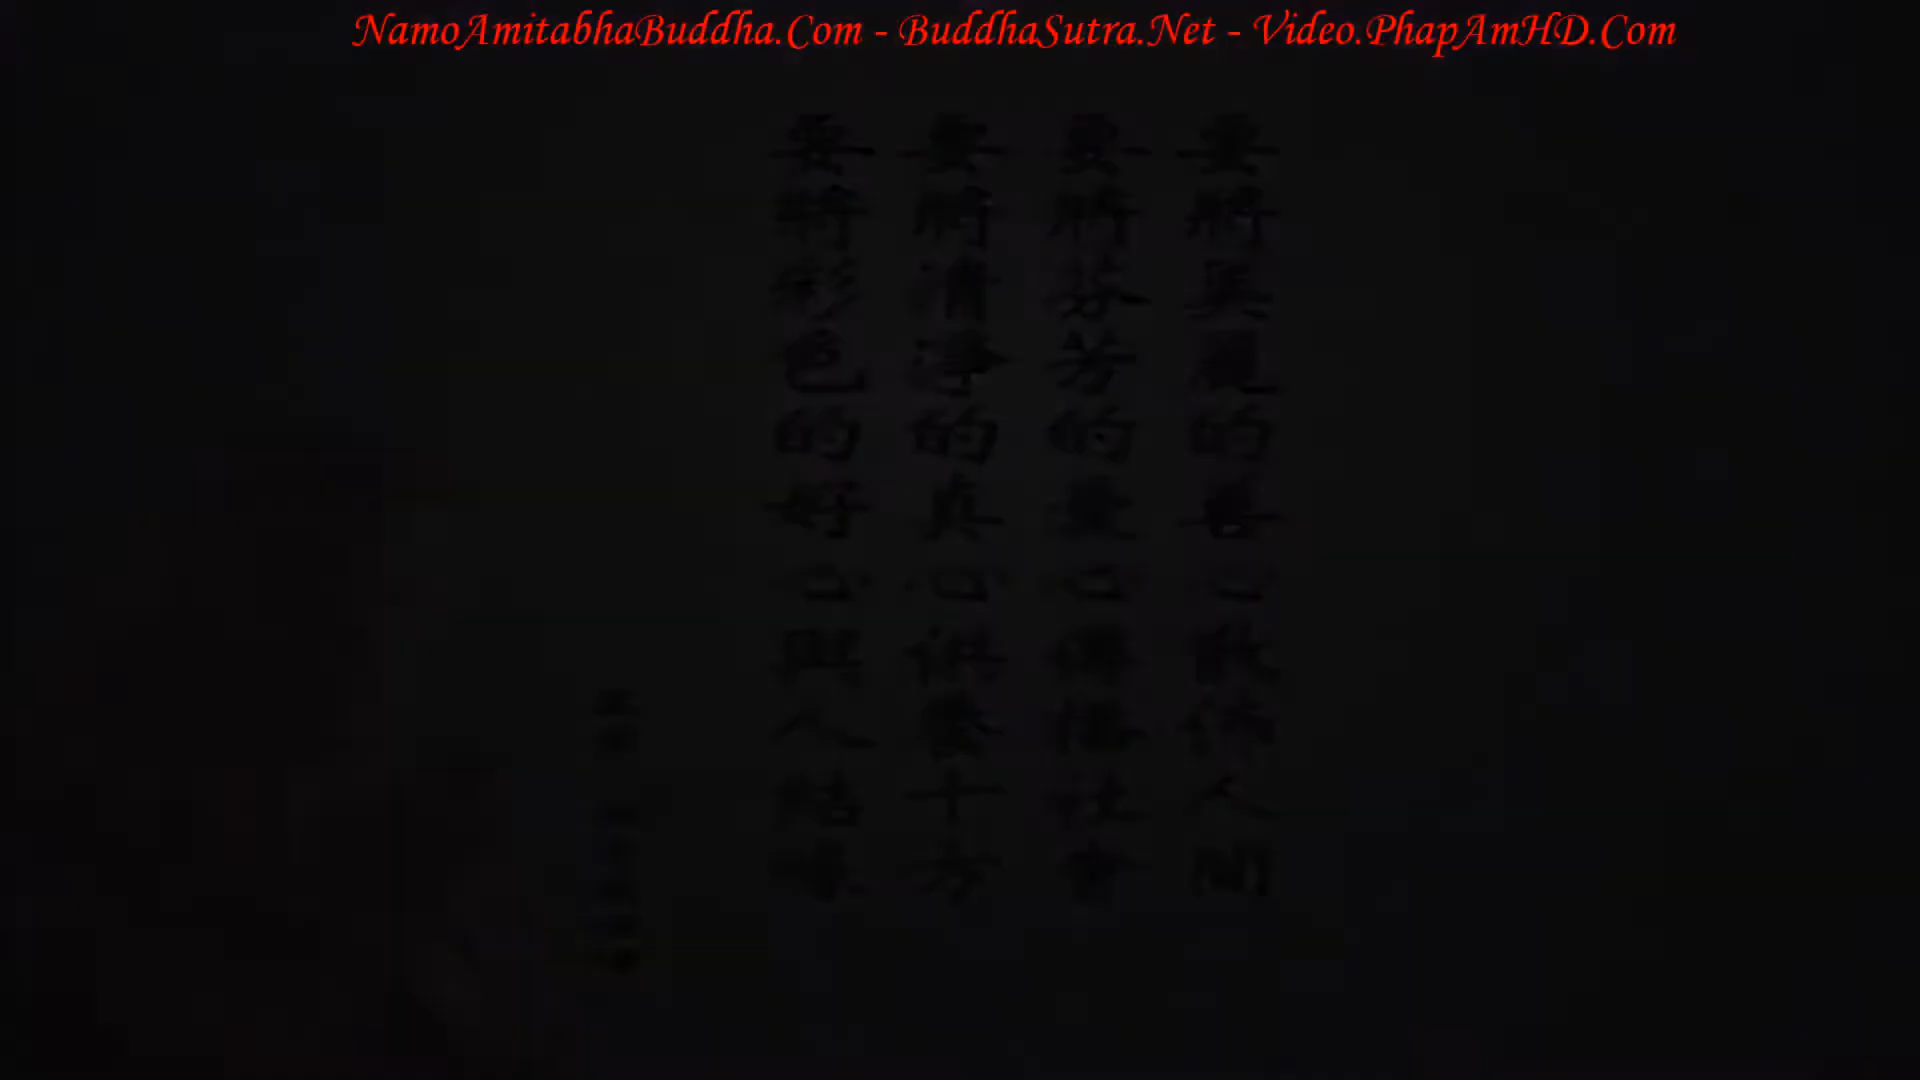 NamoAmitabhaBuddha.Com - BuddhaSutra.Net - Video.PhapAmHD.Com
要將美麗的善心獻佈人間
要將芬芳的愛心傳播社會
要將清淨的真心供養十方
要將彩色的好心與人結緣